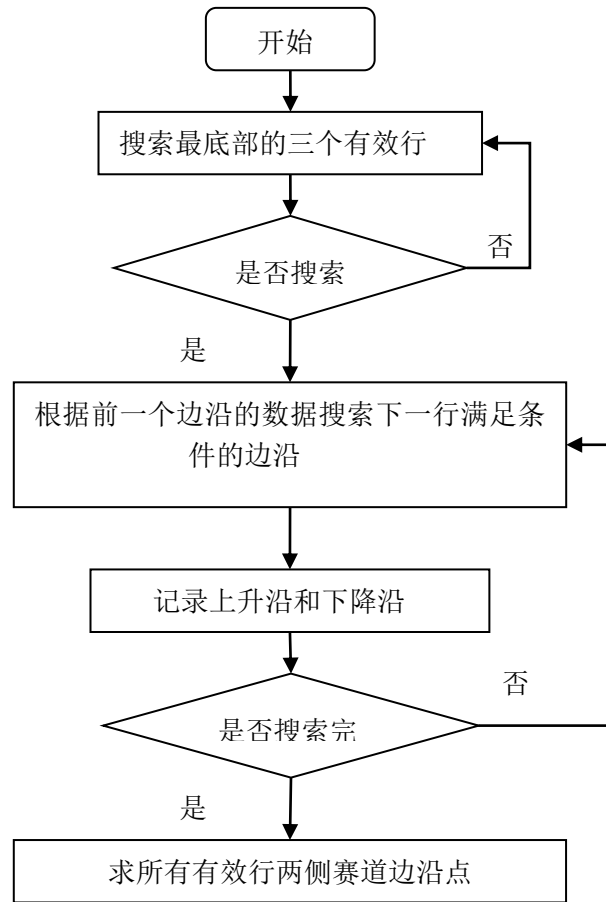 开始
搜索最底部的三个有效行
否
是否搜索
是
根据前一个边沿的数据搜索下一行满足条
件的边沿
记录上升沿和下降沿
否
是否搜索完
是
求所有有效行两侧赛道边沿点